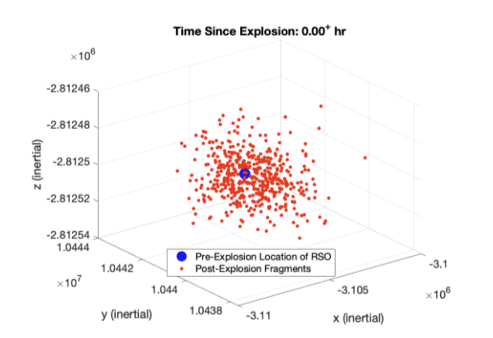 Time Since Explosion: 0.00⁺ hr
×10⁶
-2.81246
-2.81248
-2.8125
-2.81252
-2.81254
z (inertial)
1.0444
1.0442
1.044
1.0438
×10⁷
y (inertial)
Pre-Explosion Location of RSO
Post-Explosion Fragments
-3.11
-3.105
-3.1
×10⁶
x (inertial)